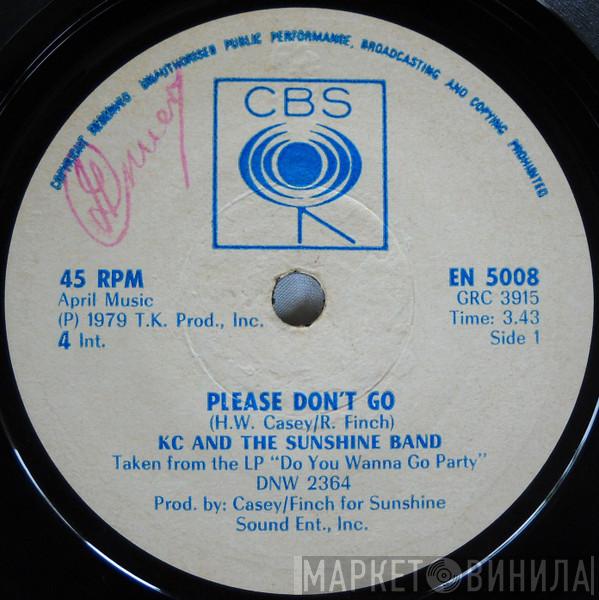 COPYRIGHT RESERVED UNAUTHORISED PUBLIC PERFORMANCE, BROADCASTING AND COPYING PROHIBITED
CBS
45 RPM
April Music
(P) 1979 T.K. Prod., Inc.
4 Int.
EN 5008
GRC 3915
Time: 3.43
Side 1
PLEASE DON'T GO
(H.W. Casey/R. Finch)
KC AND THE SUNSHINE BAND
Taken from the LP "Do You Wanna Go Party"
DNW 2364
Prod. by: Casey/Finch for Sunshine
Sound Ent., Inc.
МАРКЕТ ВИНИЛА